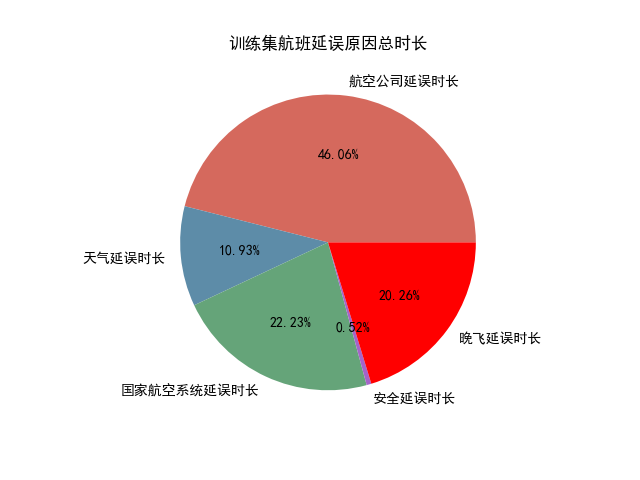 训练集航班延误原因总时长
航空公司延误时长
46.06%
天气延误时长
10.93%
国家航空系统延误时长
22.23%
安全延误时长
0.52%
晚飞延误时长
20.26%